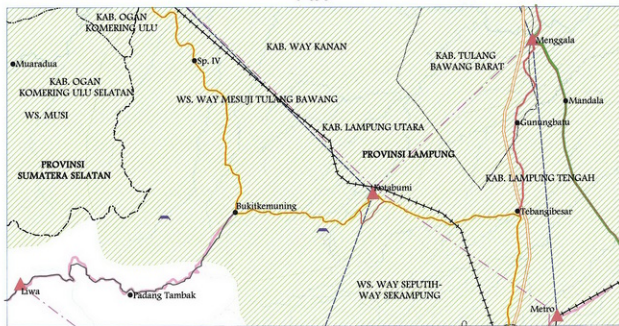 KAB. OGAN
KOMERING ULU
KAB. WAY KANAN
Menggala
Muaradua
Sp. IV
KAB. TULANG
BAWANG BARAT
KAB. OGAN
KOMERING ULU SELATAN
WS. MUSI
WS. WAY MESUJI TULANG BAWANG
Mandala
KAB. LAMPUNG UTARA
Gunungbatu
PROVINSI
SUMATERA SELATAN
PROVINSI LAMPUNG
KAB. LAMPUNG TENGAH
Kotabumi
Bukitkemuning
Tebangibesar
WS. WAY SEPUTIH-
WAY SEKAMPUNG
Liwa
Padang Tambak
Metro